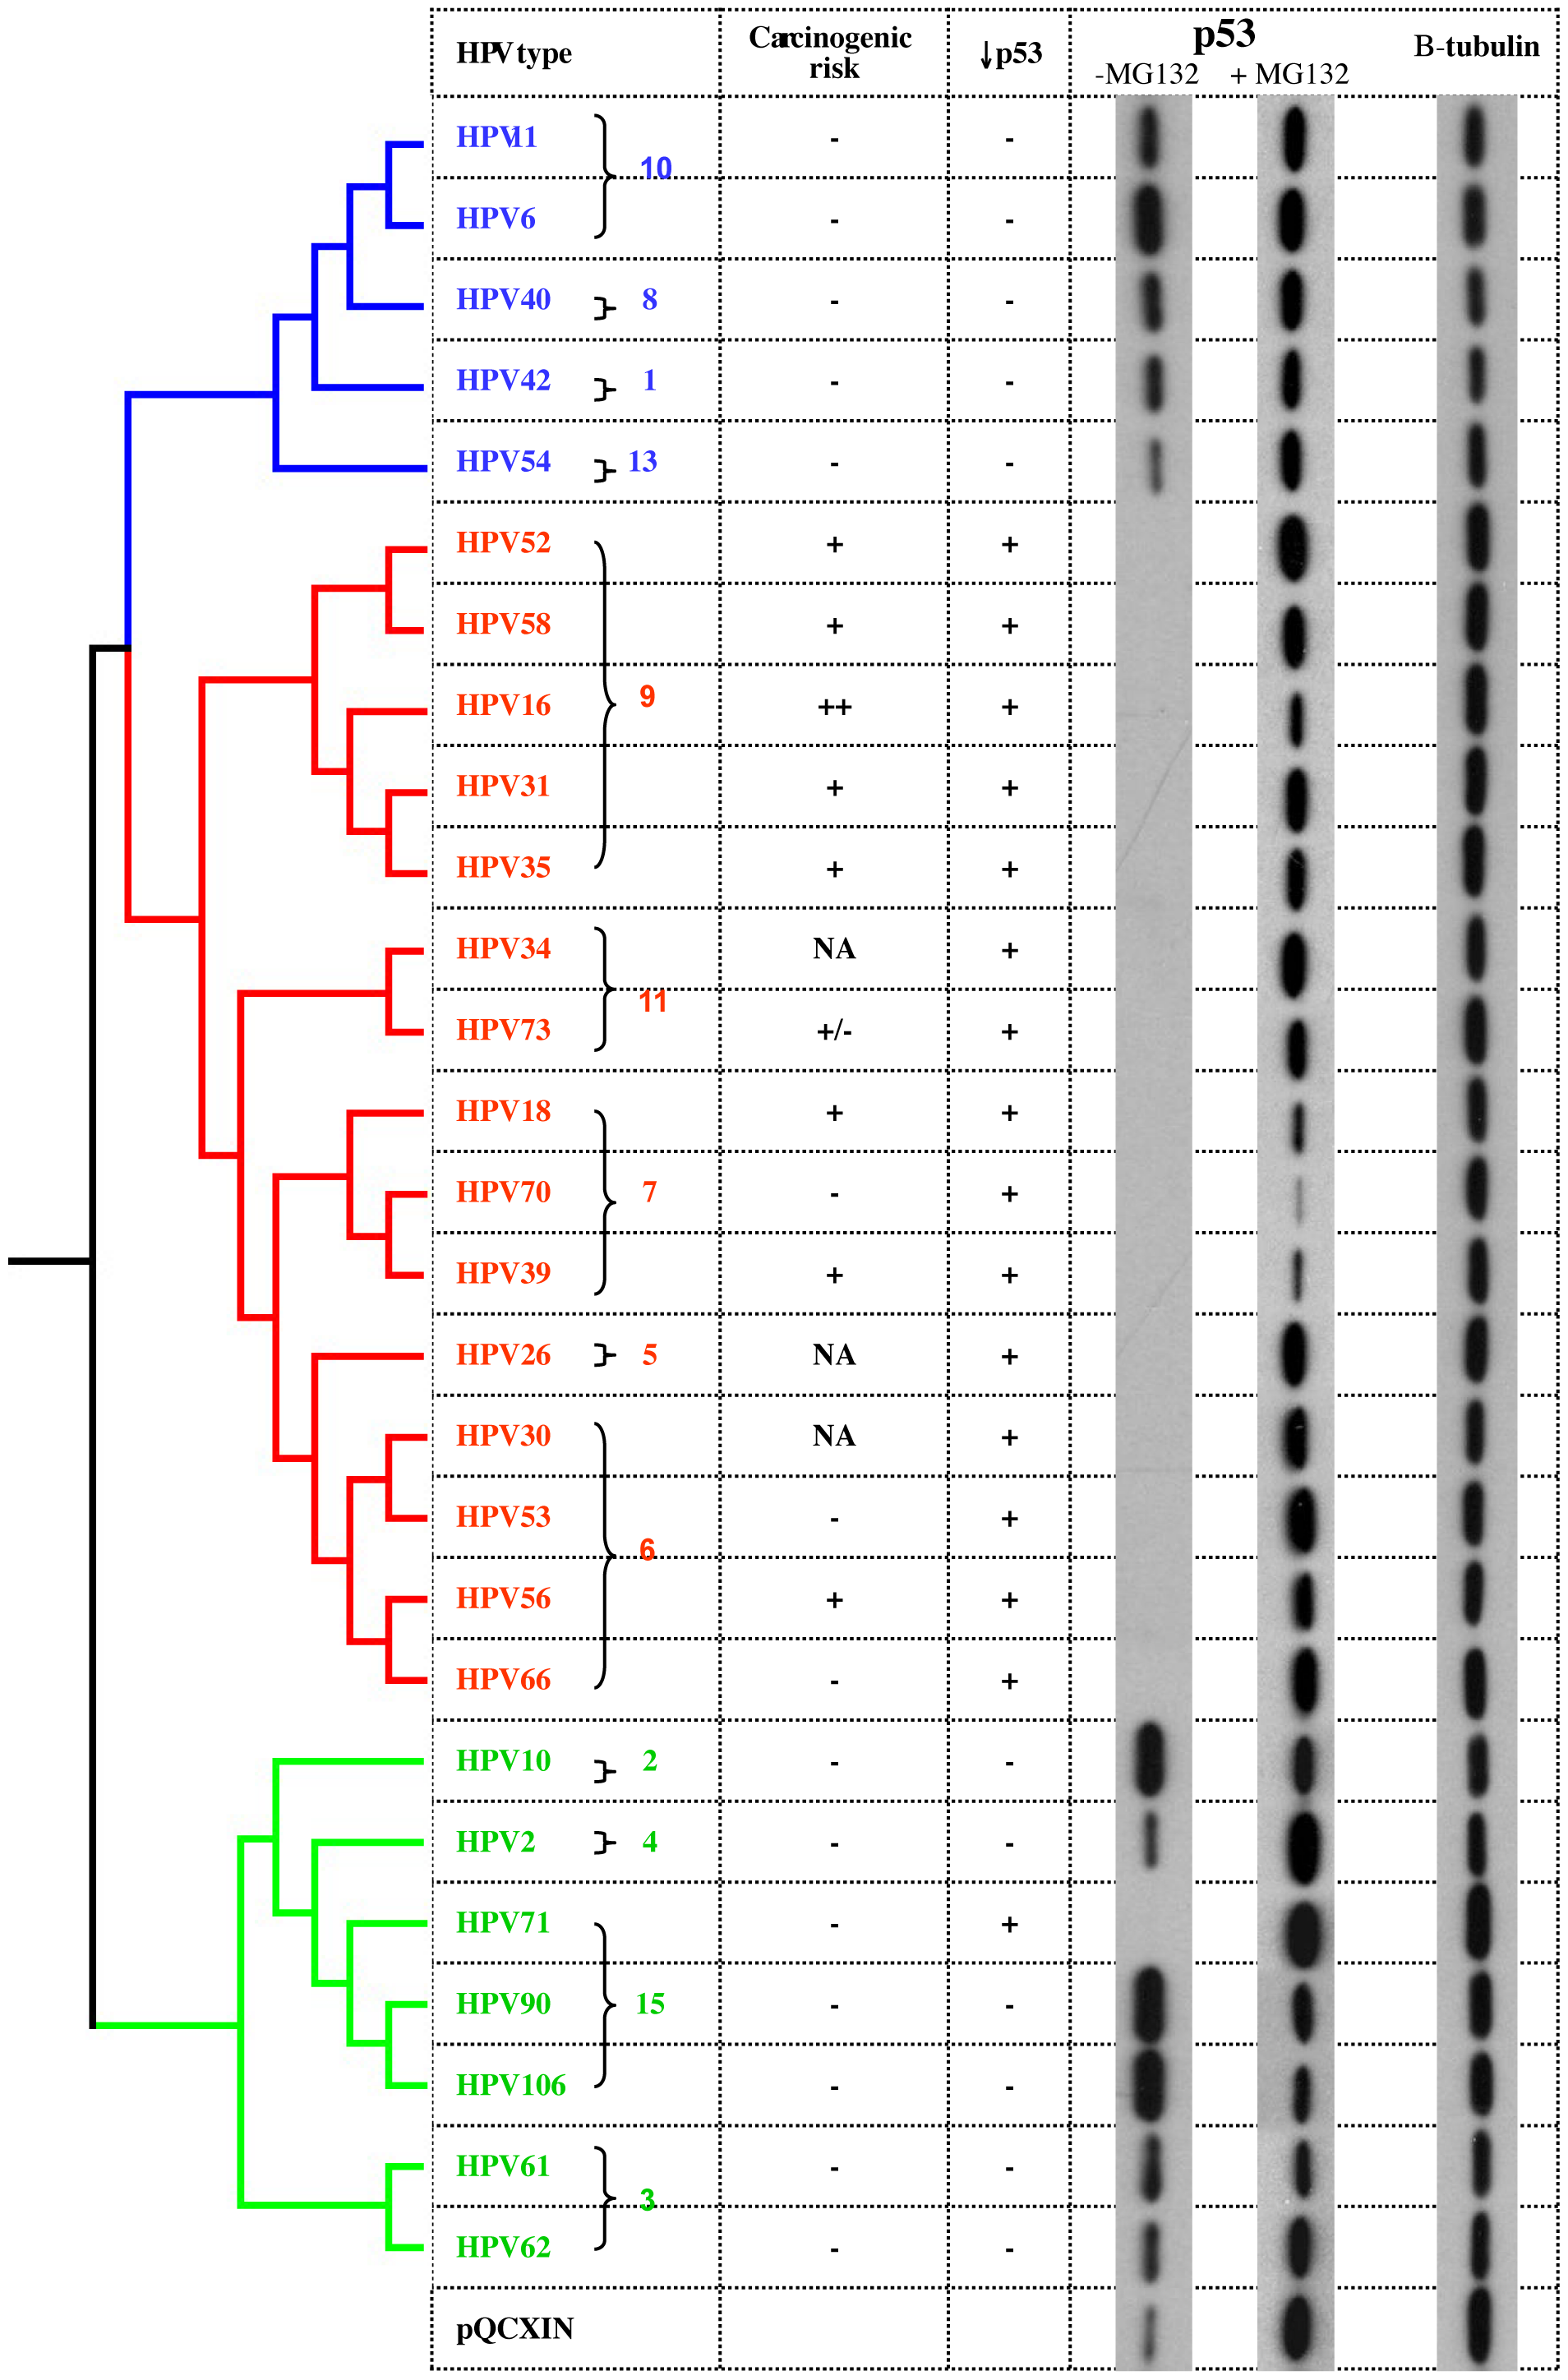 HPV type Carcinogenic risk ↓p53 p53 -MG132 + MG132 B-tubulin
HPV11 - -
10
HPV6 - -
HPV40 8 - -
HPV42 1 - -
HPV54 13 - -
HPV52 + +
HPV58 + +
HPV16 9 ++ +
HPV31 + +
HPV35 + +
HPV34 NA +
11
HPV73 +/- +
HPV18 + +
HPV70 7 - +
HPV39 + +
HPV26 5 NA +
HPV30 NA +
HPV53 - +
6
HPV56 + +
HPV66 - +
HPV10 2 - -
HPV2 4 - -
HPV71 - +
HPV90 15 - -
HPV106 - -
HPV61 - -
3
HPV62 - -
pQCXIN